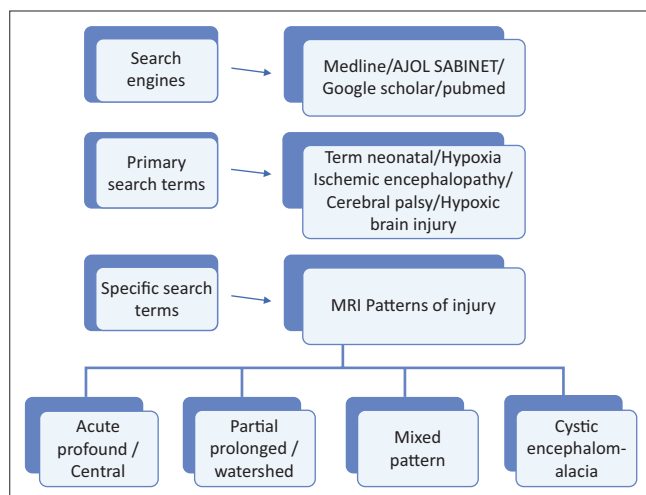 Search
engines
Medline/AJOL SABINET/
Google scholar/pubmed
Primary
search terms
Term neonatal/Hypoxia
Ischemic encephalopathy/
Cerebral palsy/Hypoxic
brain injury
Specific search
terms
MRI Patterns of injury
Acute
profound /
Central
Partial
prolonged /
watershed
Mixed
pattern
Cystic
encephalom-
alacia